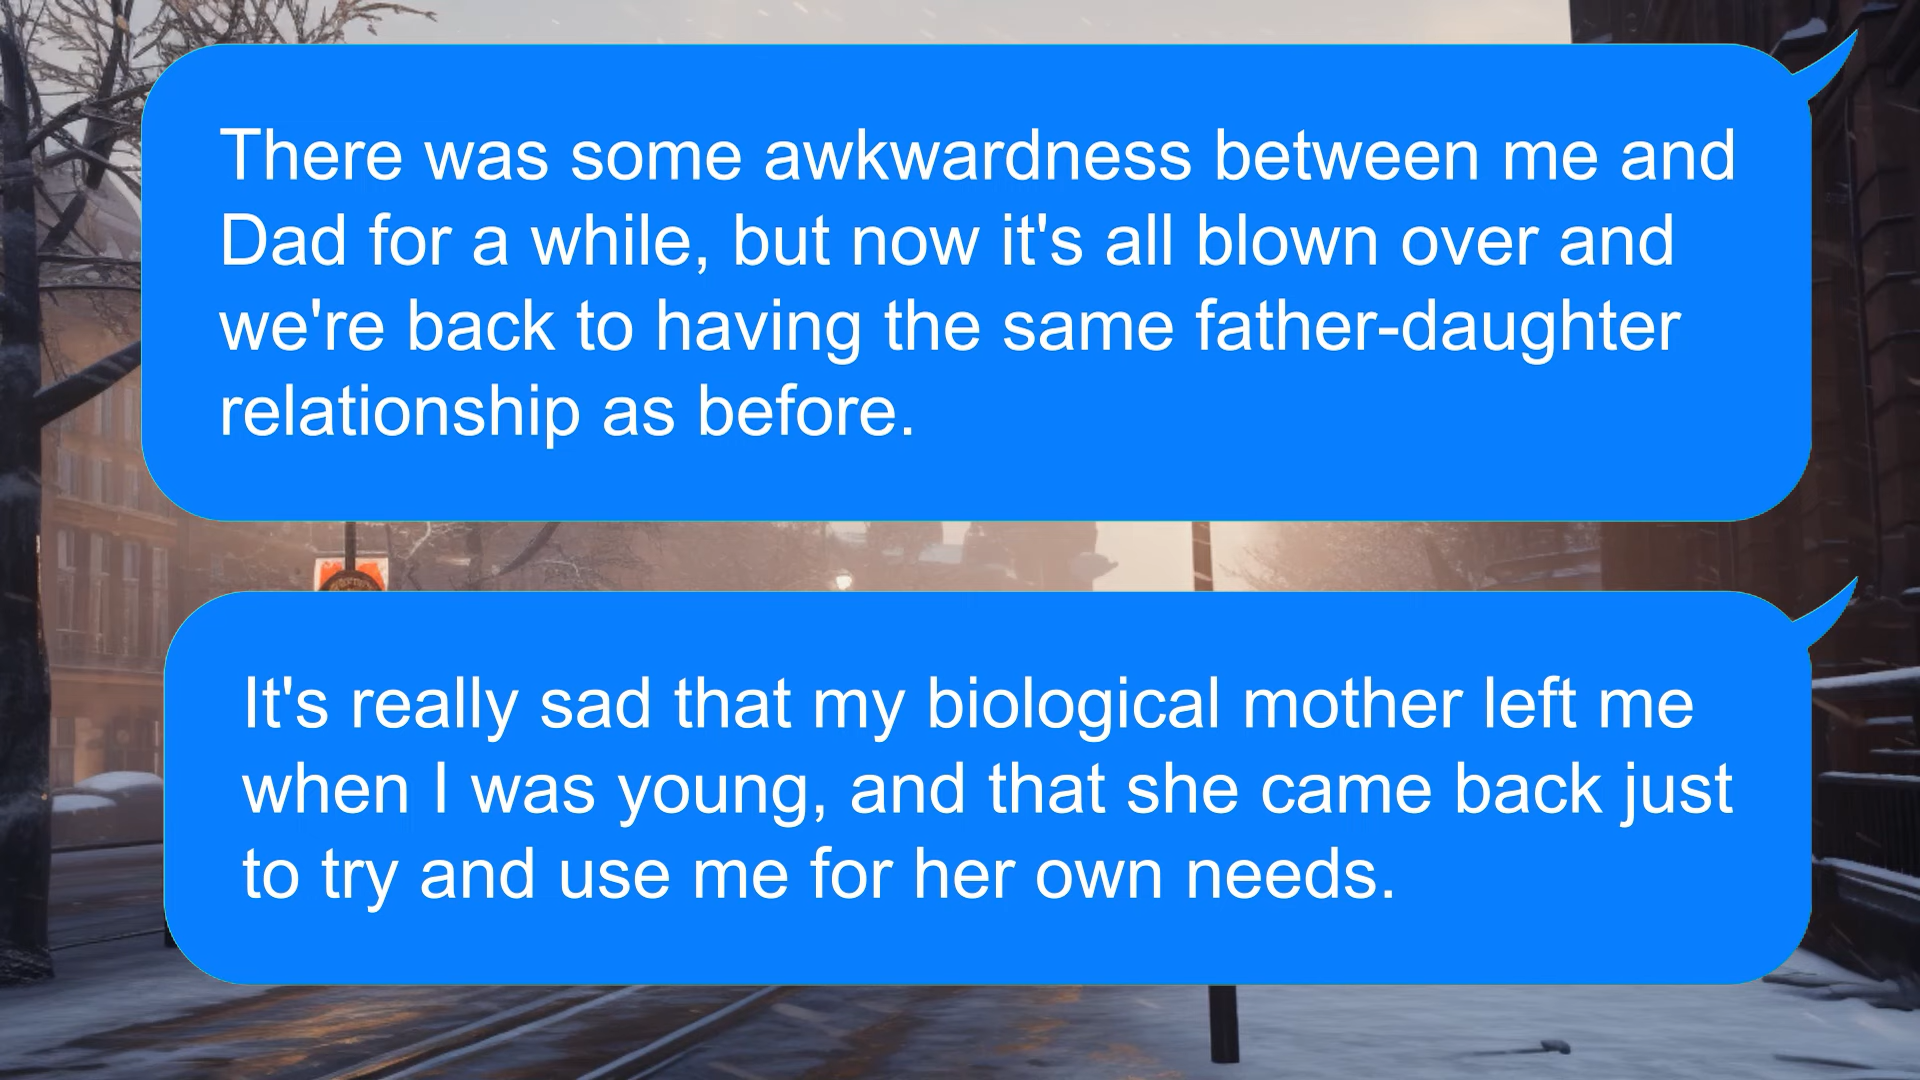 There was some awkwardness between me and
Dad for a while, but now it's all blown over and
we're back to having the same father-daughter
relationship as before.
It's really sad that my biological mother left me
when I was young, and that she came back just
to try and use me for her own needs.